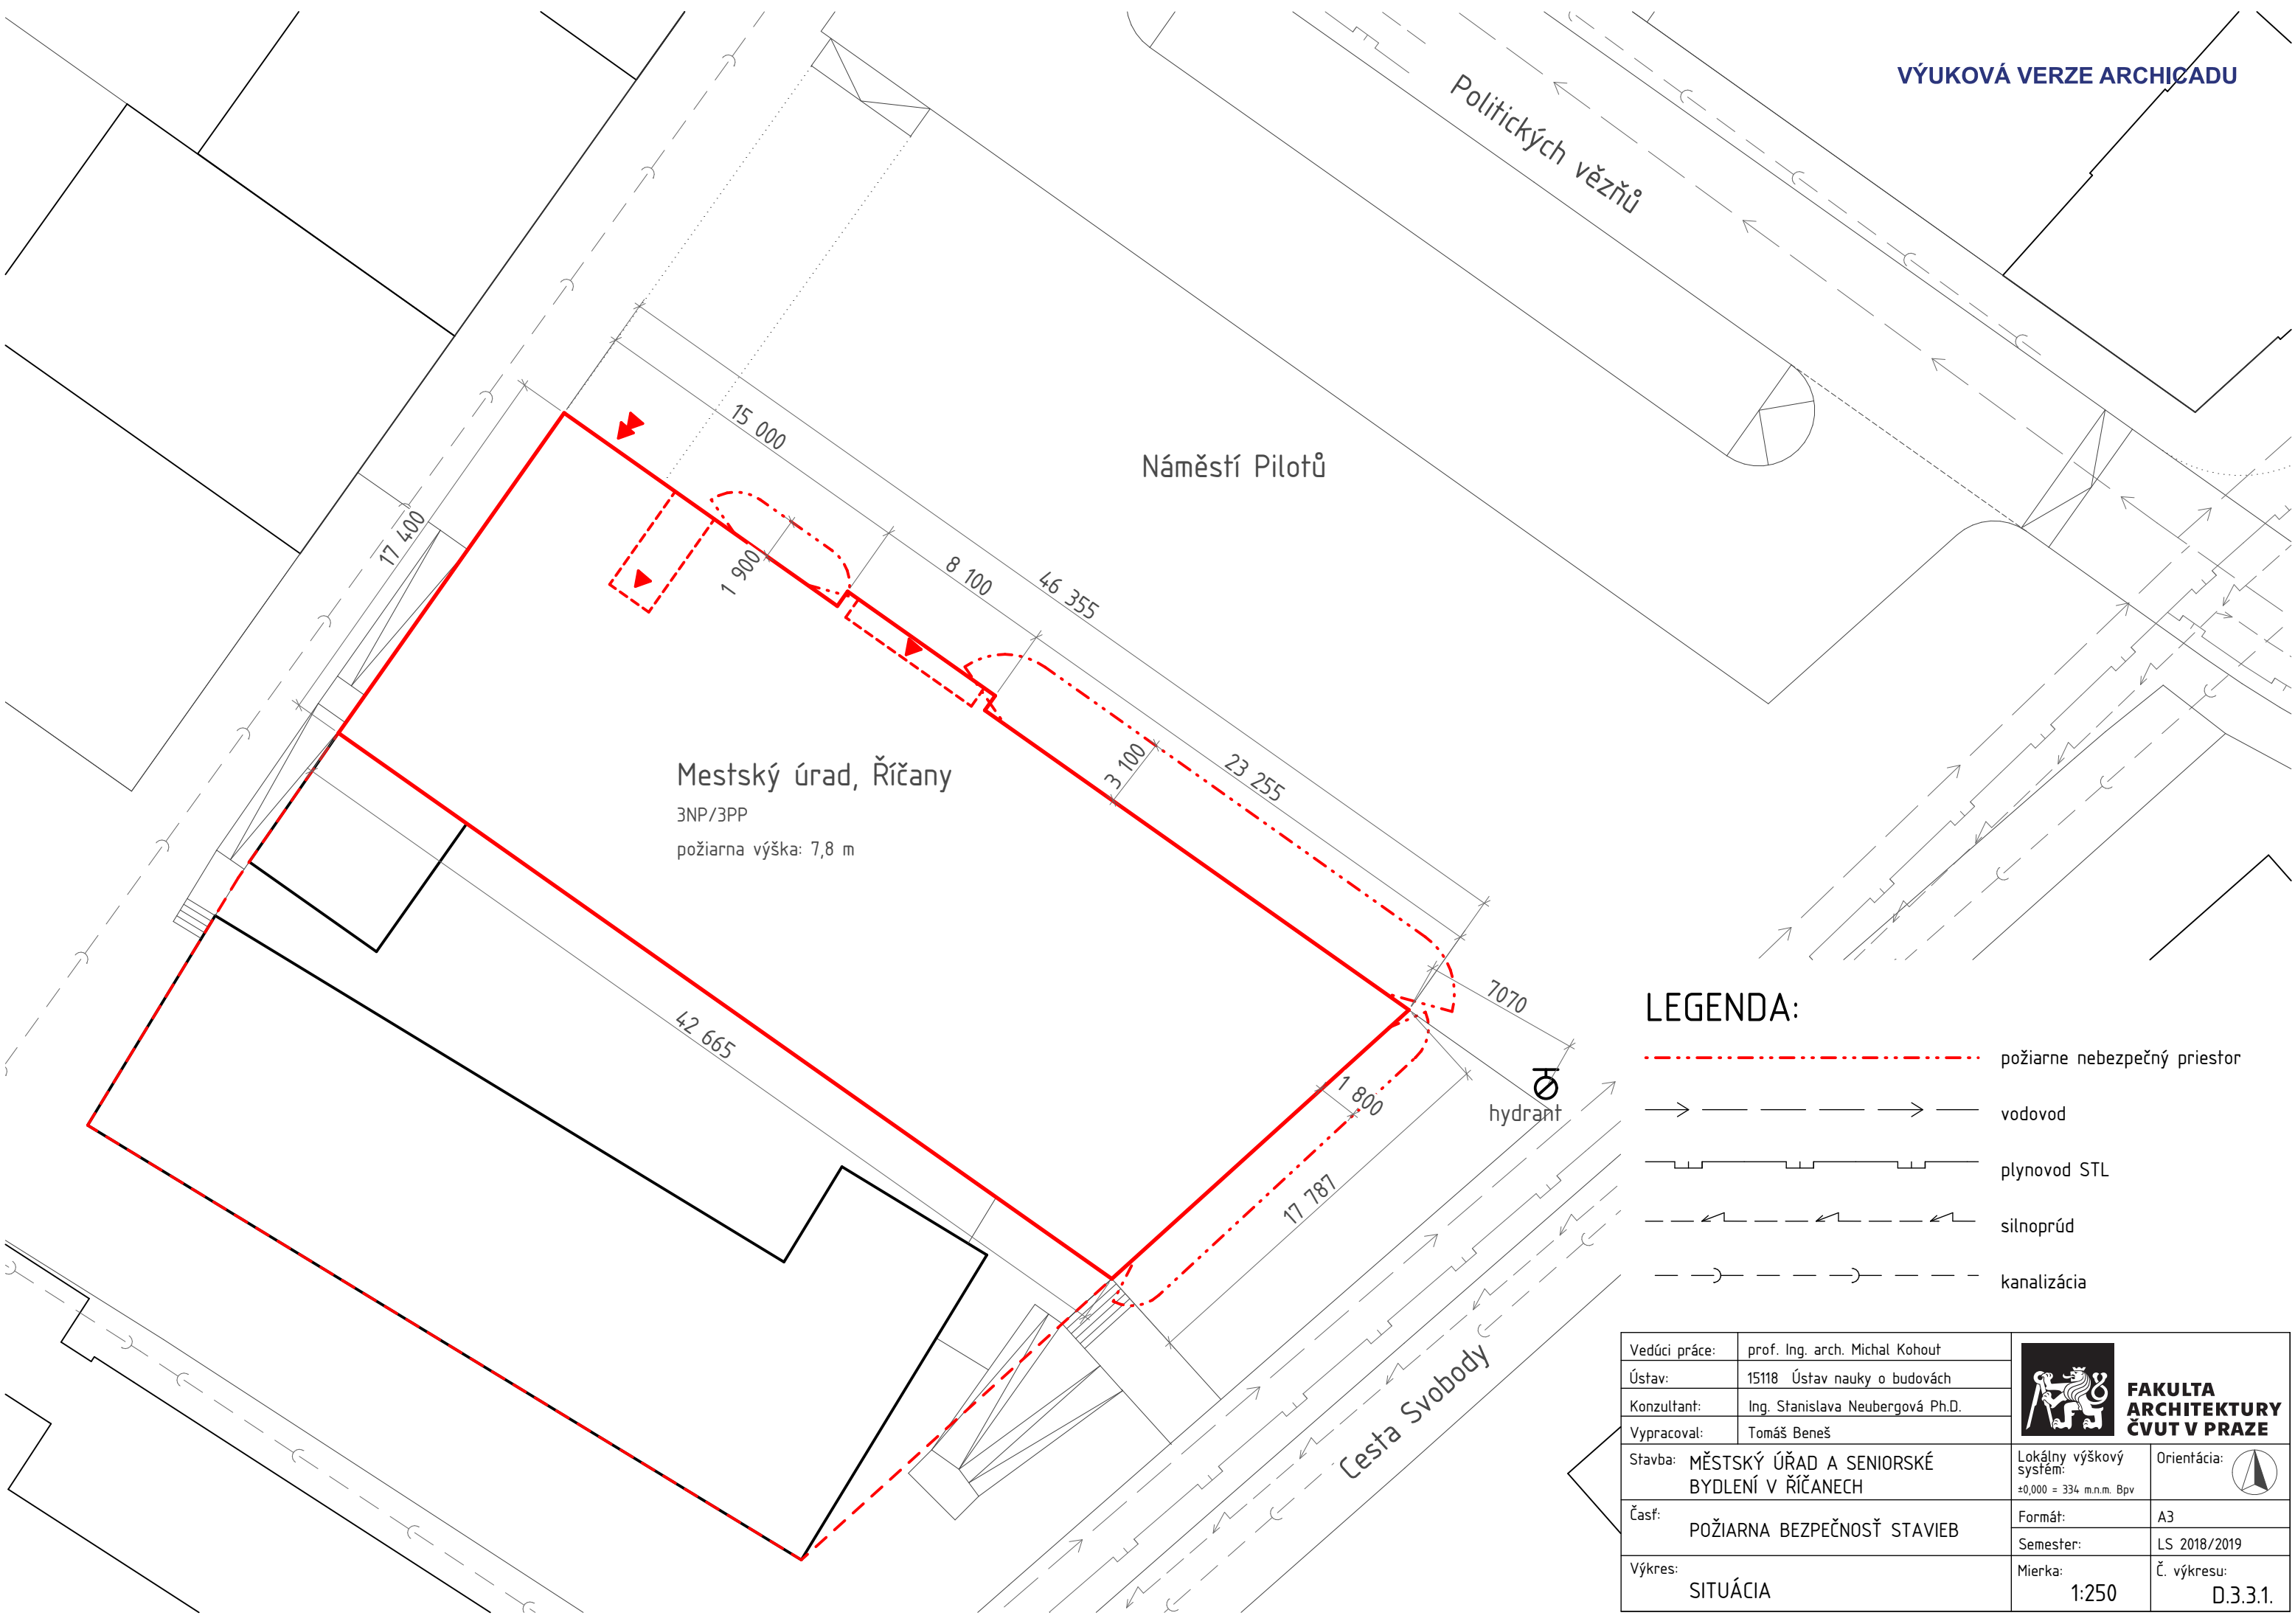 VÝUKOVÁ VERZE ARCHICADU
Politických vězňů
Náměstí Pilotů
15 000
17 400
1 900
8 100
46 355
3 100
23 255
Mestský úrad, Říčany
3NP/3PP
požiarna výška: 7,8 m
42 665
7070
hydrant
1 800
17 787
Cesta Svobody
LEGENDA:
požiarne nebezpečný priestor
vodovod
plynovod STL
silnoprúd
kanalizácia
Vedúci práce: prof. Ing. arch. Michal Kohout
Ústav: 15118 Ústav nauky o budovách
Konzultant: Ing. Stanislava Neubergová Ph.D.
Vypracoval: Tomáš Beneš
FAKULTA
ARCHITEKTURY
ČVUT V PRAZE
Stavba: MĚSTSKÝ ÚŘAD A SENIORSKÉ
BYDLENÍ V ŘÍČANECH
Lokálny výškový
systém:
±0,000 = 334 m.n.m. Bpv
Orientácia:
Časť:
POŽIARNA BEZPEČNOSŤ STAVIEB
Formát: A3
Semester: LS 2018/2019
Výkres:
SITUÁCIA
Mierka:
1:250
Č. výkresu:
D.3.3.1.